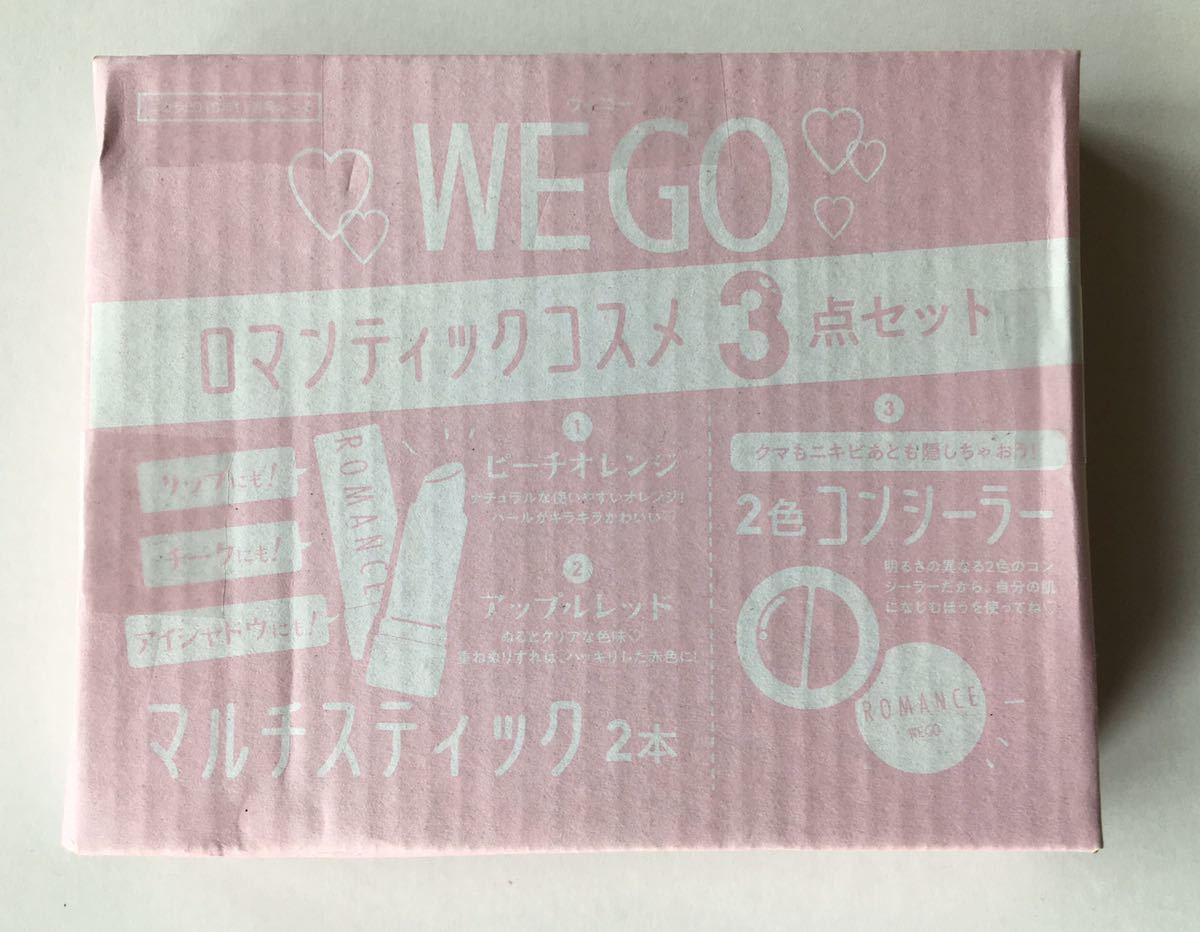 ウィゴー
WEGO
ロマンティックコスメ3点セット
リップにも!
チークにも!
アイシャドウにも!
ROMANCE
1
ピーチオレンジ
ナチュラルな使いやすいオレンジ!
パールがキラキラかわいい♡
2
アップルレッド
ぬるとクリアな色味♡
重ねぬりすれば、ハッキリした赤色に!
マルチスティック2本
3
クマもニキビあとも隠しちゃおう!
2色コンシーラー
明るさの異なる2色のコン
シーラーだから、自分の肌
になじむほうを使ってね♡
ROMANCE
WEGO